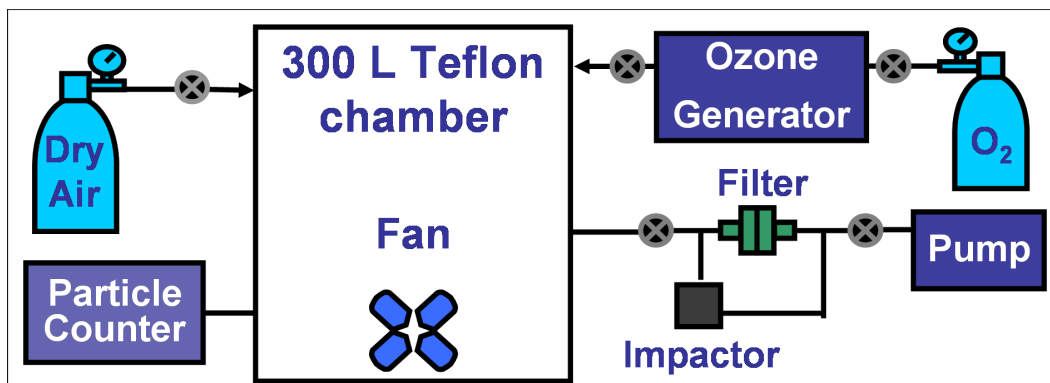 300 L Teflon
chamber
Ozone
Generator
Dry
Air
O₂
Filter
Fan
Pump
Particle
Counter
Impactor